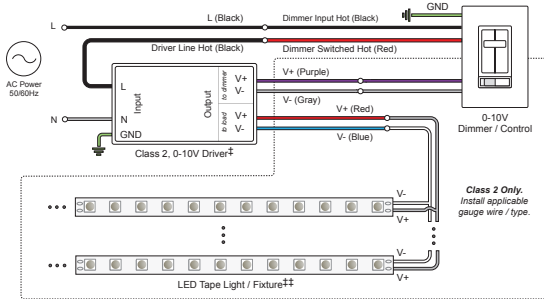 GND
L
L (Black)
Dimmer Input Hot (Black)
Driver Line Hot (Black)
Dimmer Switched Hot (Red)
AC Power
50/60Hz
L
Input
N
GND
Output
to dimmer
V+
V-
to load
V+
V-
V+ (Purple)
V- (Gray)
V+ (Red)
V- (Blue)
0-10V
Dimmer / Control
N
Class 2, 0-10V Driver‡
V-
V+
Class 2 Only.
Install applicable
gauge wire / type.
V-
V+
LED Tape Light / Fixture‡‡